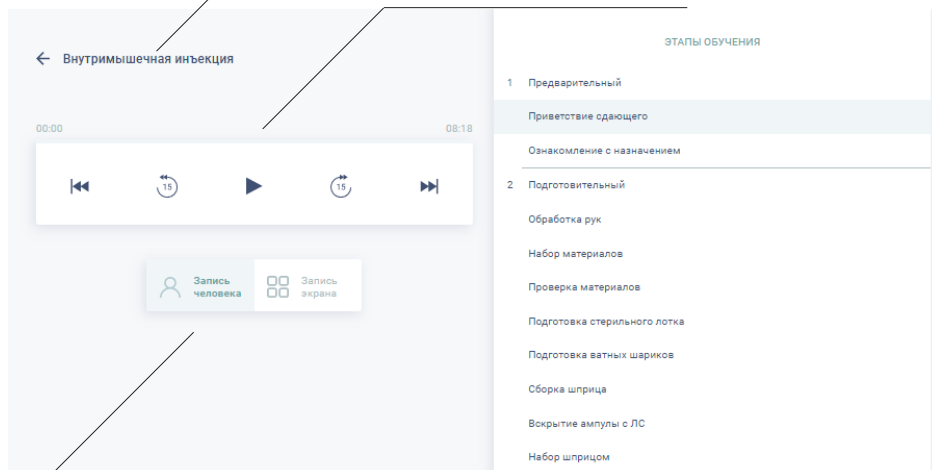 Внутримышечная инъекция
00:00
08:18
15
15
Запись
человека
Запись
экрана
ЭТАПЫ ОБУЧЕНИЯ
1 Предварительный
Приветствие сдающего
Ознакомление с назначением
2 Подготовительный
Обработка рук
Набор материалов
Проверка материалов
Подготовка стерильного лотка
Подготовка ватных шариков
Сборка шприца
Вскрытие ампулы с ЛС
Набор шприцом